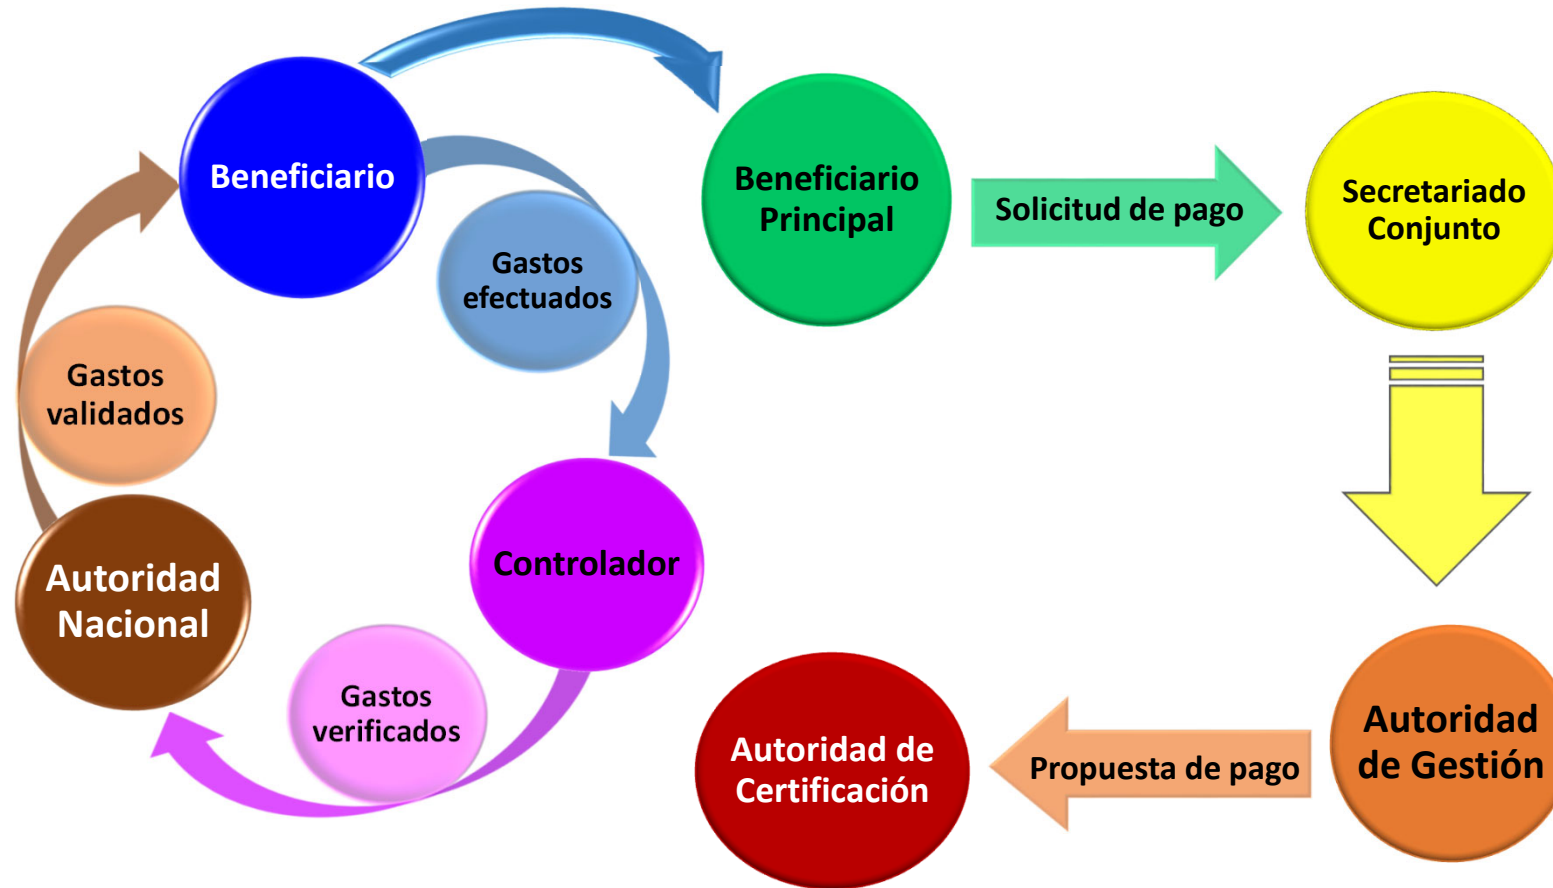 Beneficiario
Gastos
efectuados
Controlador
Gastos
verificados
Autoridad
Nacional
Gastos
validados
Beneficiario
Principal
Solicitud de pago
Secretariado
Conjunto
Autoridad
de Gestión
Propuesta de pago
Autoridad de
Certificación